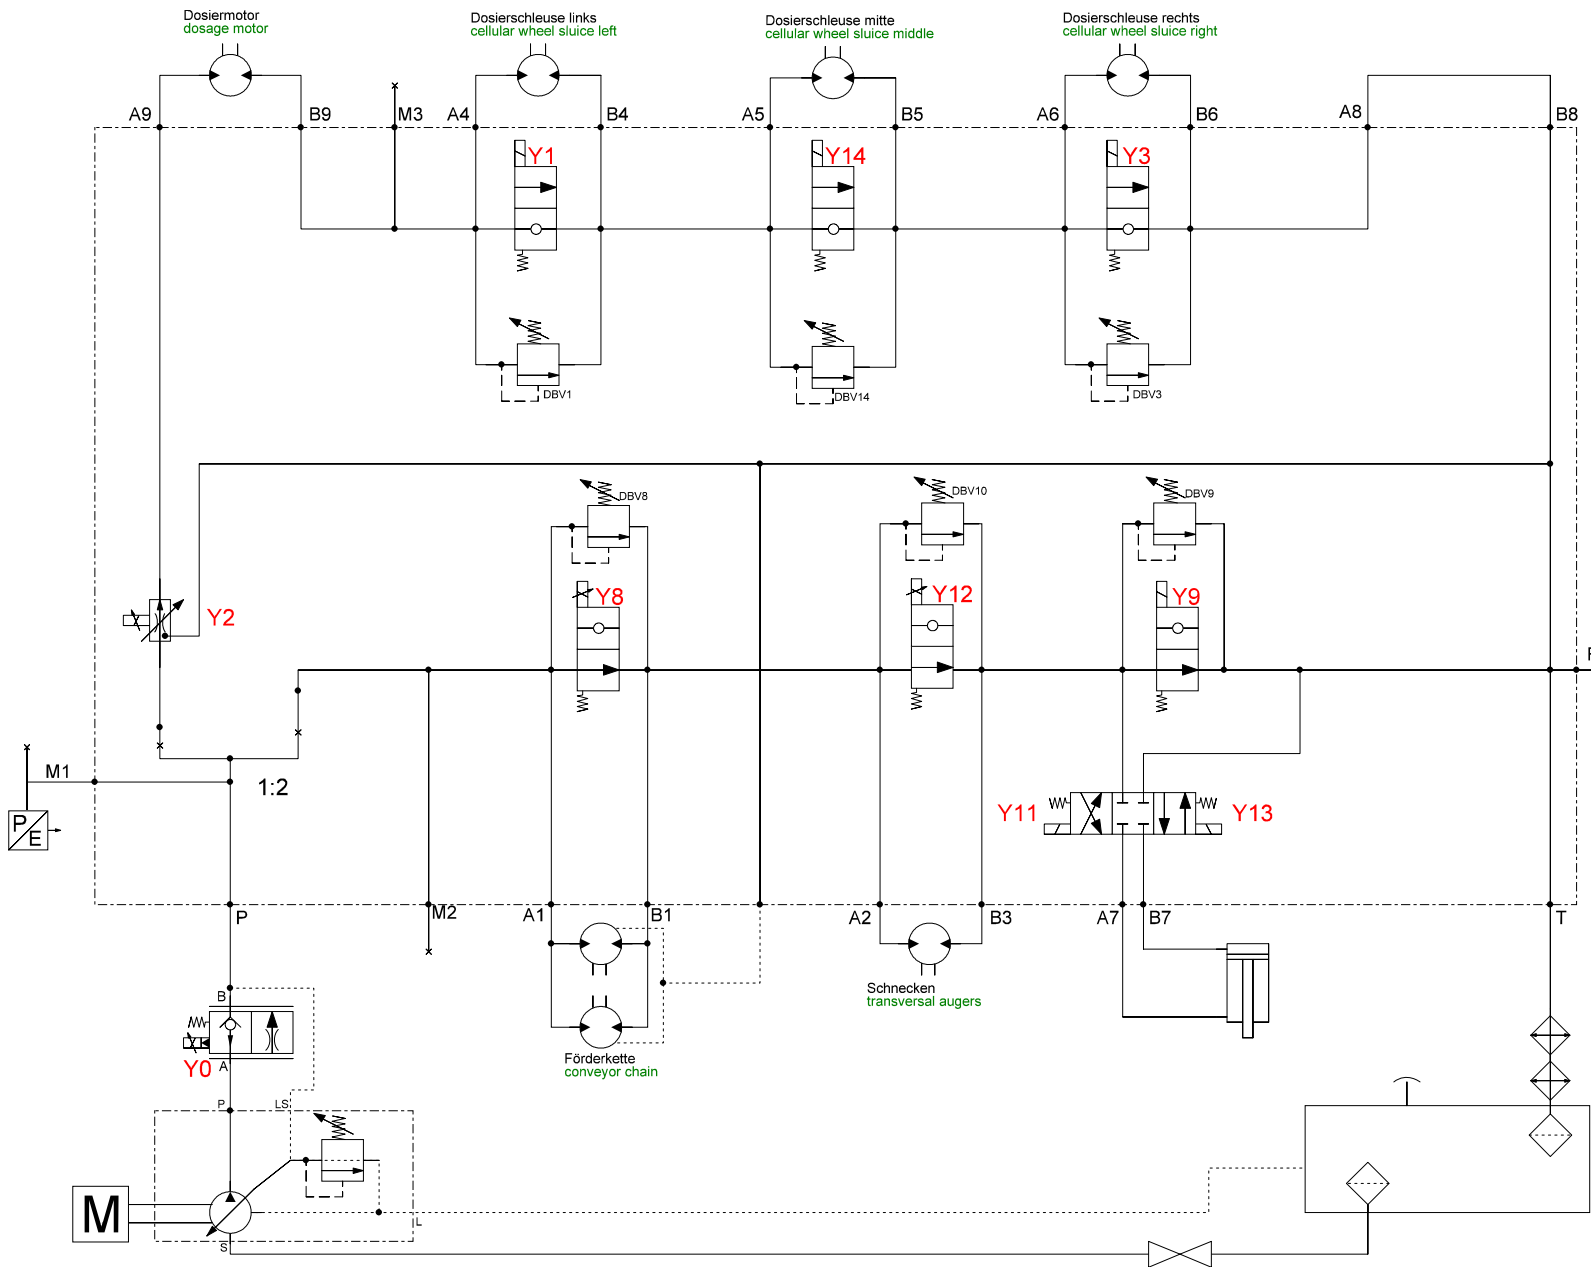 Dosiermotor
dosage motor
Dosierschleuse links
cellular wheel sluice left
Dosierschleuse mitte
cellular wheel sluice middle
Dosierschleuse rechts
cellular wheel sluice right
A9
B9
M3
A4
B4
A5
B5
A6
B6
A8
B8
Y1
Y14
Y3
DBV1
DBV14
DBV3
DBV8
DBV10
DBV9
Y2
Y8
Y12
Y9
M1
1:2
P
E
Y11
Y13
P
M2
A1
B1
A2
B3
A7
B7
T
Schnecken
transversal augers
B
Y0
A
Förderkette
conveyor chain
P
LS
M
L
S